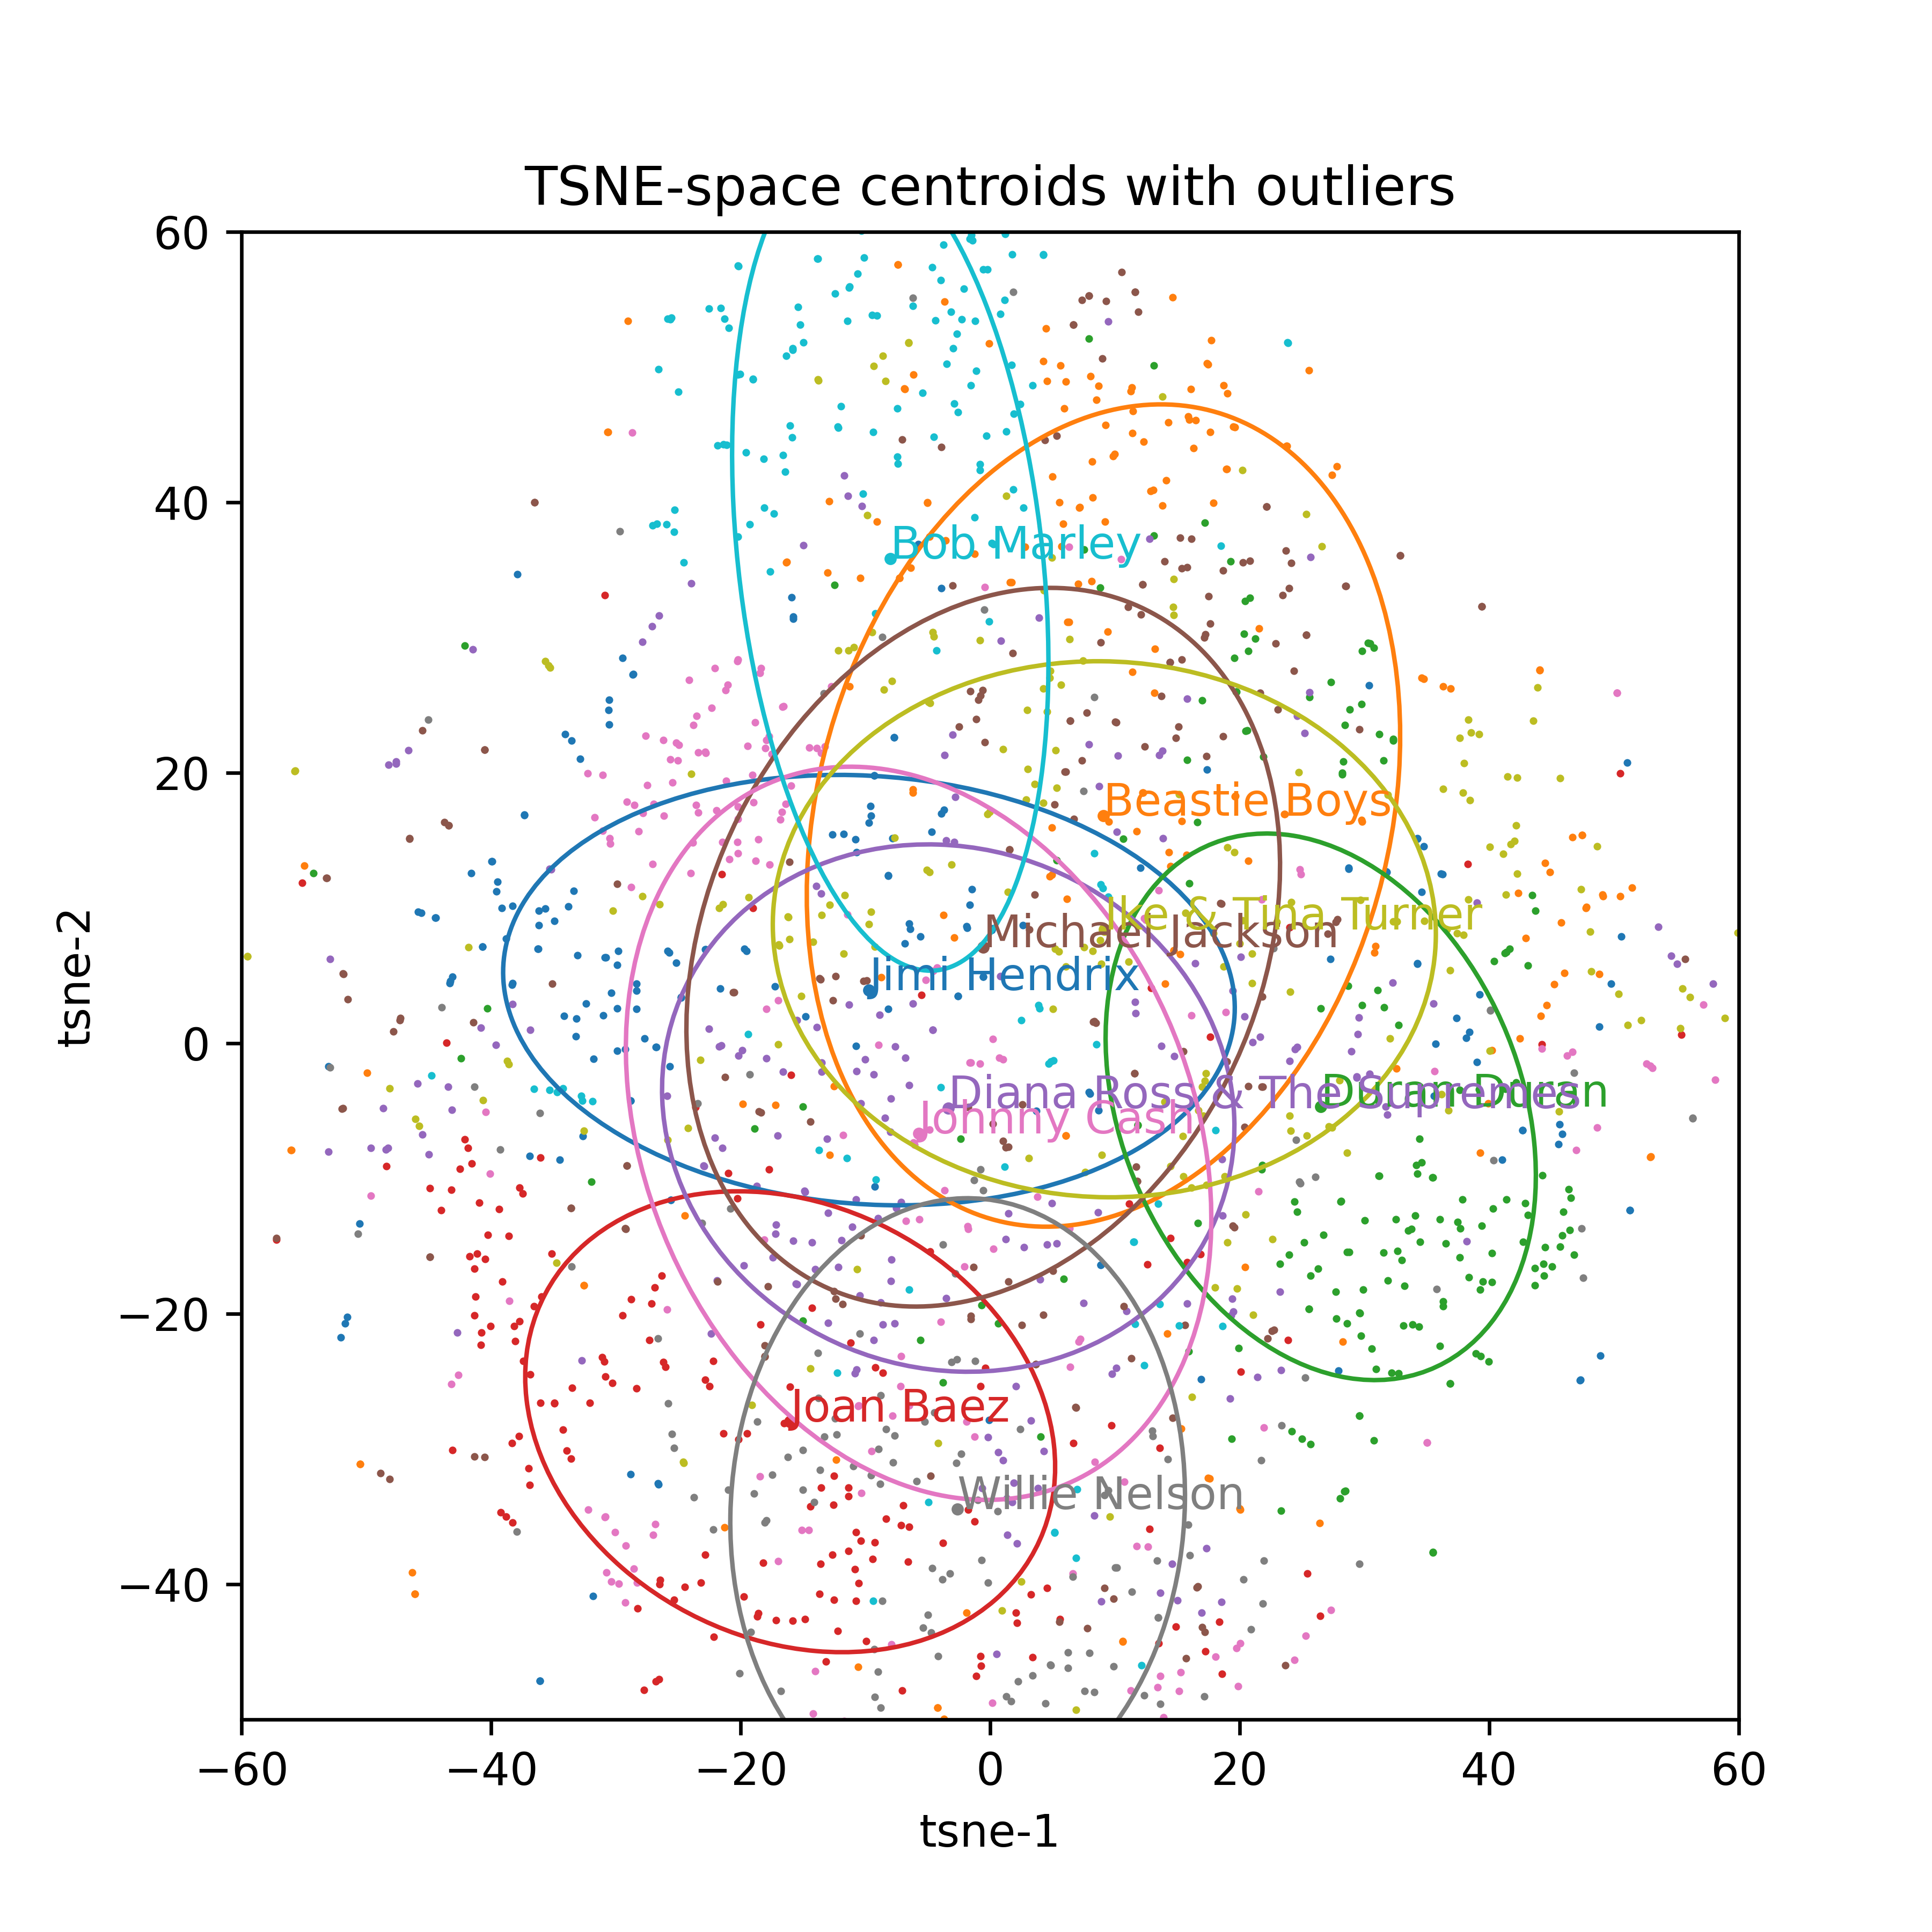 TSNE-space centroids with outliers
60
40
20
0
−20
−40
tsne-2
Bob Marley
Beastie Boys
Ike & Tina Turner
Michael Jackson
Jimi Hendrix
Diana Ross & The Supremes
Duran Duran
Johnny Cash
Joan Baez
Willie Nelson
−60
−40
−20
0
20
40
60
tsne-1